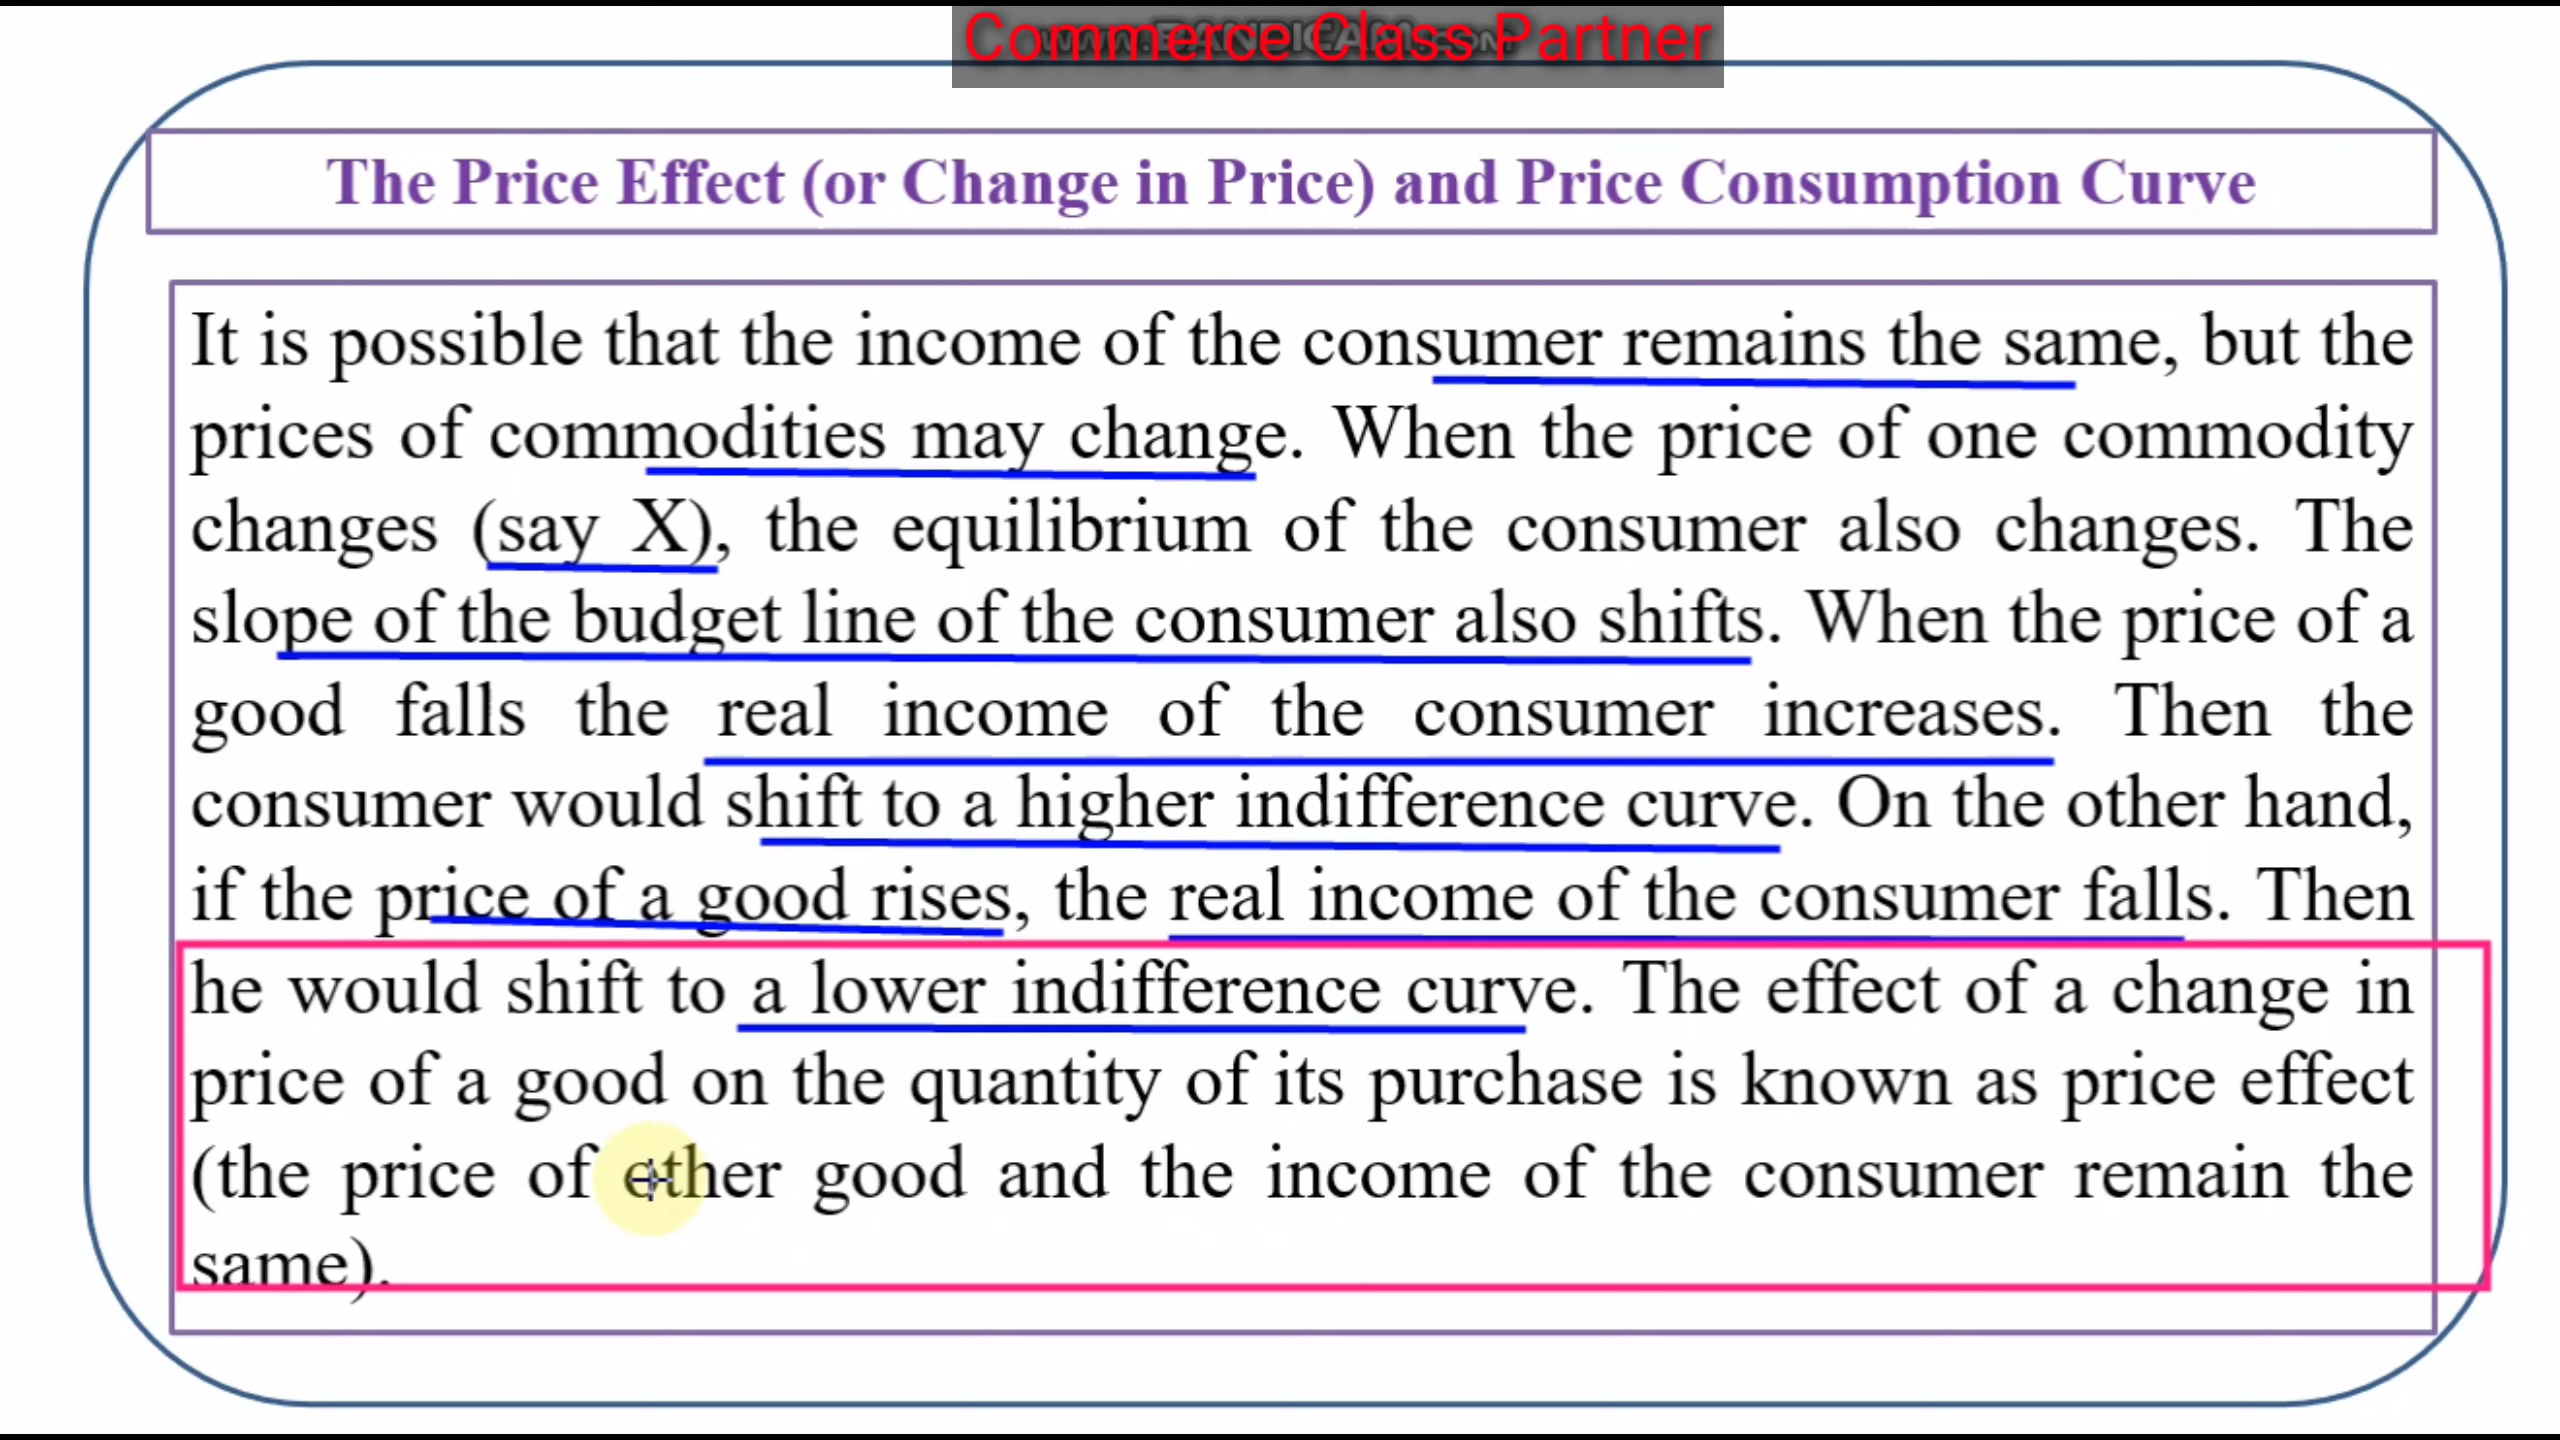 Commerce Class Partner
The Price Effect (or Change in Price) and Price Consumption Curve
It is possible that the income of the consumer remains the same, but the
prices of commodities may change. When the price of one commodity
changes (say X), the equilibrium of the consumer also changes. The
slope of the budget line of the consumer also shifts. When the price of a
good falls the real income of the consumer increases. Then the
consumer would shift to a higher indifference curve. On the other hand,
if the price of a good rises, the real income of the consumer falls. Then
he would shift to a lower indifference curve. The effect of a change in
price of a good on the quantity of its purchase is known as price effect
(the price of other good and the income of the consumer remain the
same).